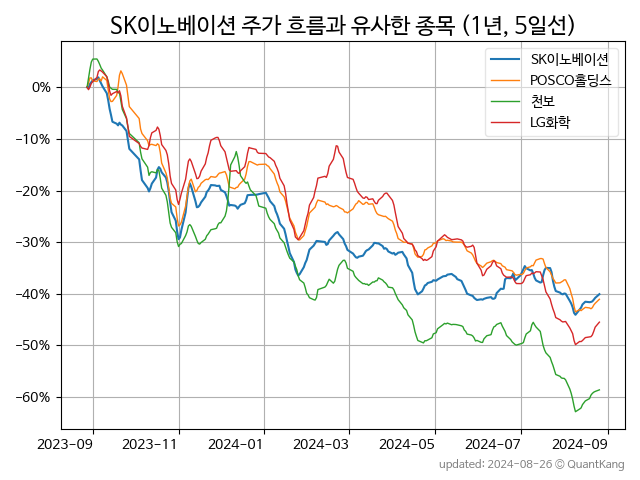 SK이노베이션 주가 흐름과 유사한 종목 (1년, 5일선)
SK이노베이션
POSCO홀딩스
천보
LG화학
0%
−10%
−20%
−30%
−40%
−50%
−60%
2023-09
2023-11
2024-01
2024-03
2024-05
2024-07
2024-09
updated: 2024-08-26 © QuantKang